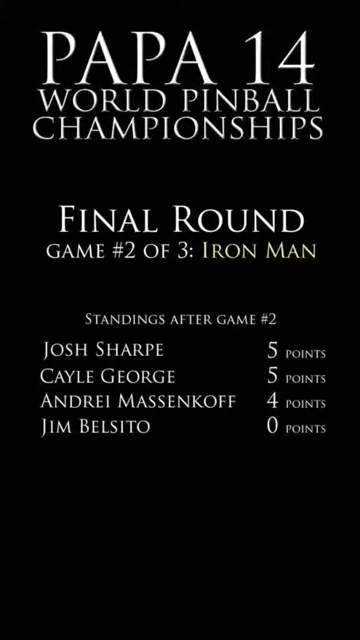 PAPA 14
WORLD PINBALL
CHAMPIONSHIPS
FINAL ROUND
GAME #2 OF 3: IRON MAN
STANDINGS AFTER GAME #2
JOSH SHARPE 5 POINTS
CAYLE GEORGE 5 POINTS
ANDREI MASSENKOFF 4 POINTS
JIM BELSITO 0 POINTS